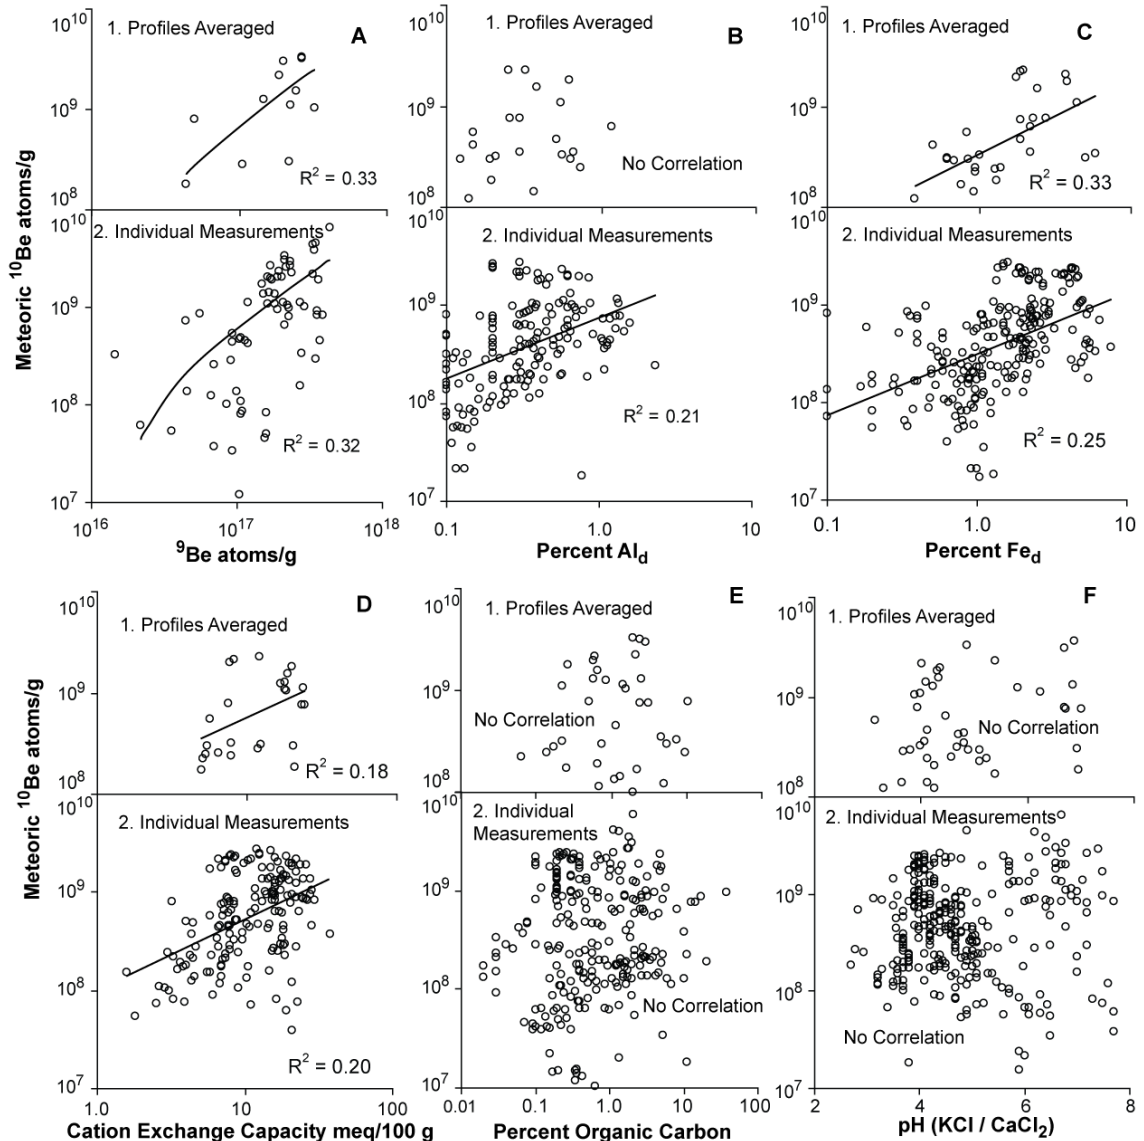 10^10
1. Profiles Averaged
A
10^9
R^2 = 0.33
10^8
10^10
2. Individual Measurements
10^9
10^8
R^2 = 0.32
10^7
10^16
10^17
10^18
^9Be atoms/g
Meteoric ^10Be atoms/g
10^10
B
10^9
No Correlation
10^8
10^10
2. Individual Measurements
10^9
10^8
R^2 = 0.21
10^7
0.1
1.0
10
Percent Al_d
10^10
1. Profiles Averaged
C
10^9
R^2 = 0.33
10^8
10^10
2. Individual Measurements
10^9
10^8
R^2 = 0.25
10^7
0.1
1.0
10
Percent Fe_d
10^10
1. Profiles Averaged
D
10^9
R^2 = 0.18
10^8
10^10
2. Individual Measurements
10^9
10^8
R^2 = 0.20
10^7
1.0
10
100
Cation Exchange Capacity meq/100 g
Meteoric ^10Be atoms/g
10^10
1. Profiles Averaged
E
10^9
No Correlation
10^8
10^10
2. Individual
Measurements
10^9
10^8
No Correlation
10^7
0.01
0.1
1.0
10
100
Percent Organic Carbon
10^10
1. Profiles Averaged
F
10^9
No Correlation
10^8
10^10
2. Individual Measurements
10^9
10^8
No Correlation
10^7
2
4
6
8
pH (KCl / CaCl_2)